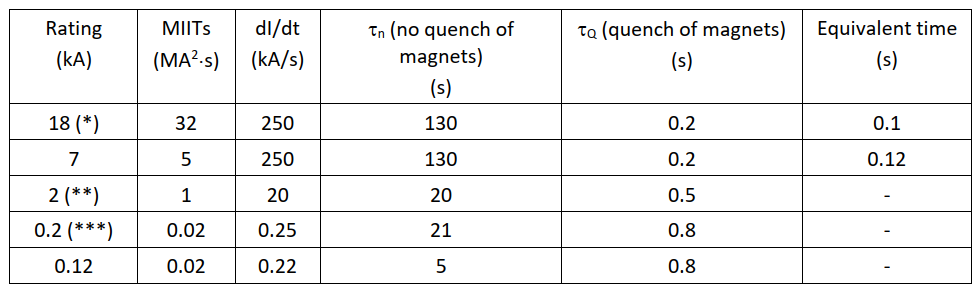 Rating (kA) | MIITs (MA²·s) | dI/dt (kA/s) | τn (no quench of magnets) (s) | τQ (quench of magnets) (s) | Equivalent time (s)
18 (*) | 32 | 250 | 130 | 0.2 | 0.1
7 | 5 | 250 | 130 | 0.2 | 0.12
2 (**) | 1 | 20 | 20 | 0.5 | -
0.2 (***) | 0.02 | 0.25 | 21 | 0.8 | -
0.12 | 0.02 | 0.22 | 5 | 0.8 | -